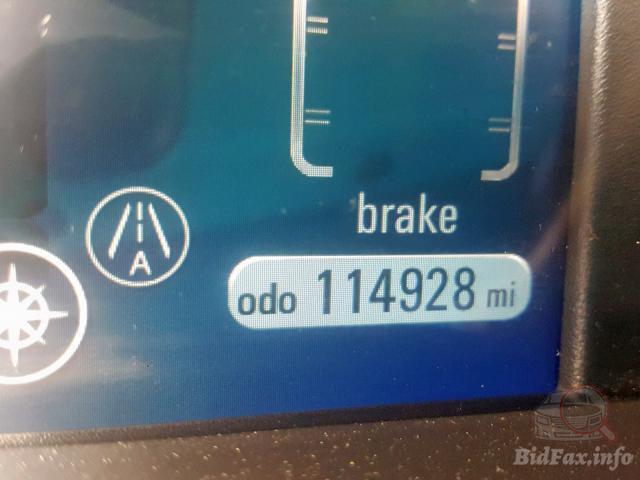 brake
A
odo 114928 mi
BidFax.info